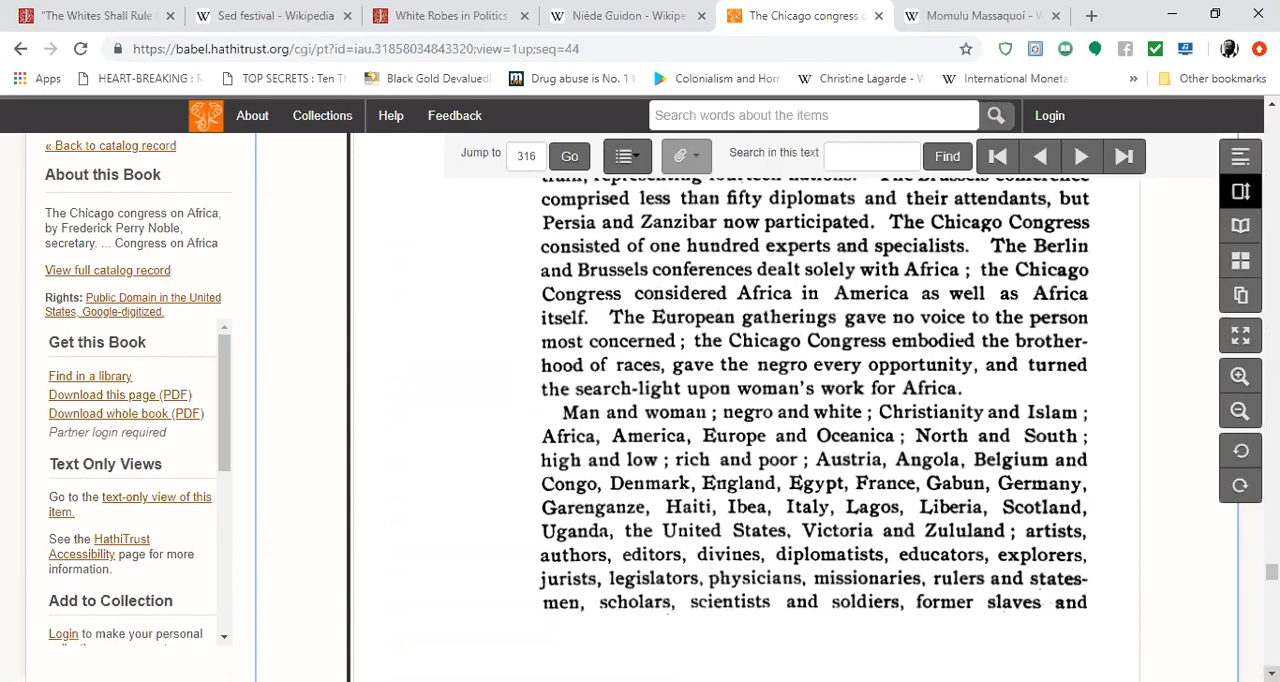 "The Whites Shall Rule
Sed festival - Wikipedia
White Robes in Politics
Niède Guidon - Wikipe
The Chicago congress o
Momulu Massaquoi - Wi
https://babel.hathitrust.org/cgi/pt?id=iau.31858034843320;view=1up;seq=44
Apps
HEART-BREAKING : R
TOP SECRETS : Ten Th
Black Gold Devalued
Drug abuse is No. 1
Colonialism and Hom
Christine Lagarde - W
International Moneta
»
Other bookmarks
About
Collections
Help
Feedback
Search words about the items
Login
« Back to catalog record
About this Book
The Chicago congress on Africa,
by Frederick Perry Noble,
secretary. ... Congress on Africa
View full catalog record
Rights: Public Domain in the United
States, Google-digitized.
Get this Book
Find in a library
Download this page (PDF)
Download whole book (PDF)
Partner login required
Text Only Views
Go to the text-only view of this
item.
See the HathiTrust
Accessibility page for more
information.
Add to Collection
Login to make your personal
Jump to
316
Go
Search in this text
Find
representing fourteen nations. The Brussels conference
comprised less than fifty diplomats and their attendants, but
Persia and Zanzibar now participated. The Chicago Congress
consisted of one hundred experts and specialists. The Berlin
and Brussels conferences dealt solely with Africa ; the Chicago
Congress considered Africa in America as well as Africa
itself. The European gatherings gave no voice to the person
most concerned ; the Chicago Congress embodied the brother-
hood of races, gave the negro every opportunity, and turned
the search-light upon woman's work for Africa.
Man and woman ; negro and white ; Christianity and Islam ;
Africa, America, Europe and Oceanica ; North and South ;
high and low ; rich and poor ; Austria, Angola, Belgium and
Congo, Denmark, England, Egypt, France, Gabun, Germany,
Garenganze, Haiti, Ibea, Italy, Lagos, Liberia, Scotland,
Uganda, the United States, Victoria and Zululand ; artists,
authors, editors, divines, diplomatists, educators, explorers,
jurists, legislators, physicians, missionaries, rulers and states-
men, scholars, scientists and soldiers, former slaves and